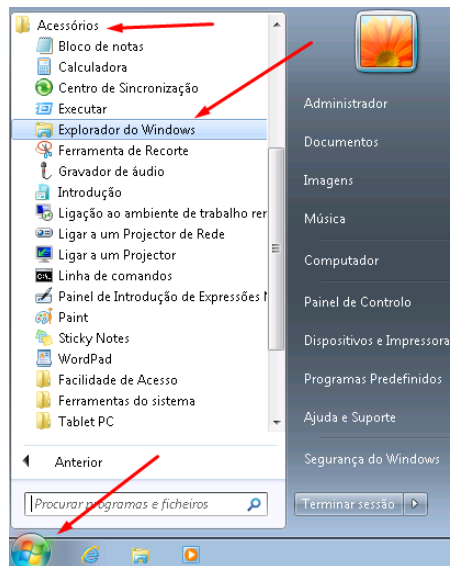 Acessórios
Bloco de notas
Calculadora
Centro de Sincronização
Executar
Explorador do Windows
Ferramenta de Recorte
Gravador de áudio
Introdução
Ligação ao ambiente de trabalho rer
Ligar a um Projector de Rede
Ligar a um Projector
Linha de comandos
Painel de Introdução de Expressões
Paint
Sticky Notes
WordPad
Facilidade de Acesso
Ferramentas do sistema
Tablet PC
Anterior
Procurar programas e ficheiros
Administrador
Documentos
Imagens
Música
Computador
Painel de Controlo
Dispositivos e Impressora
Programas Predefinidos
Ajuda e Suporte
Segurança do Windows
Terminar sessão